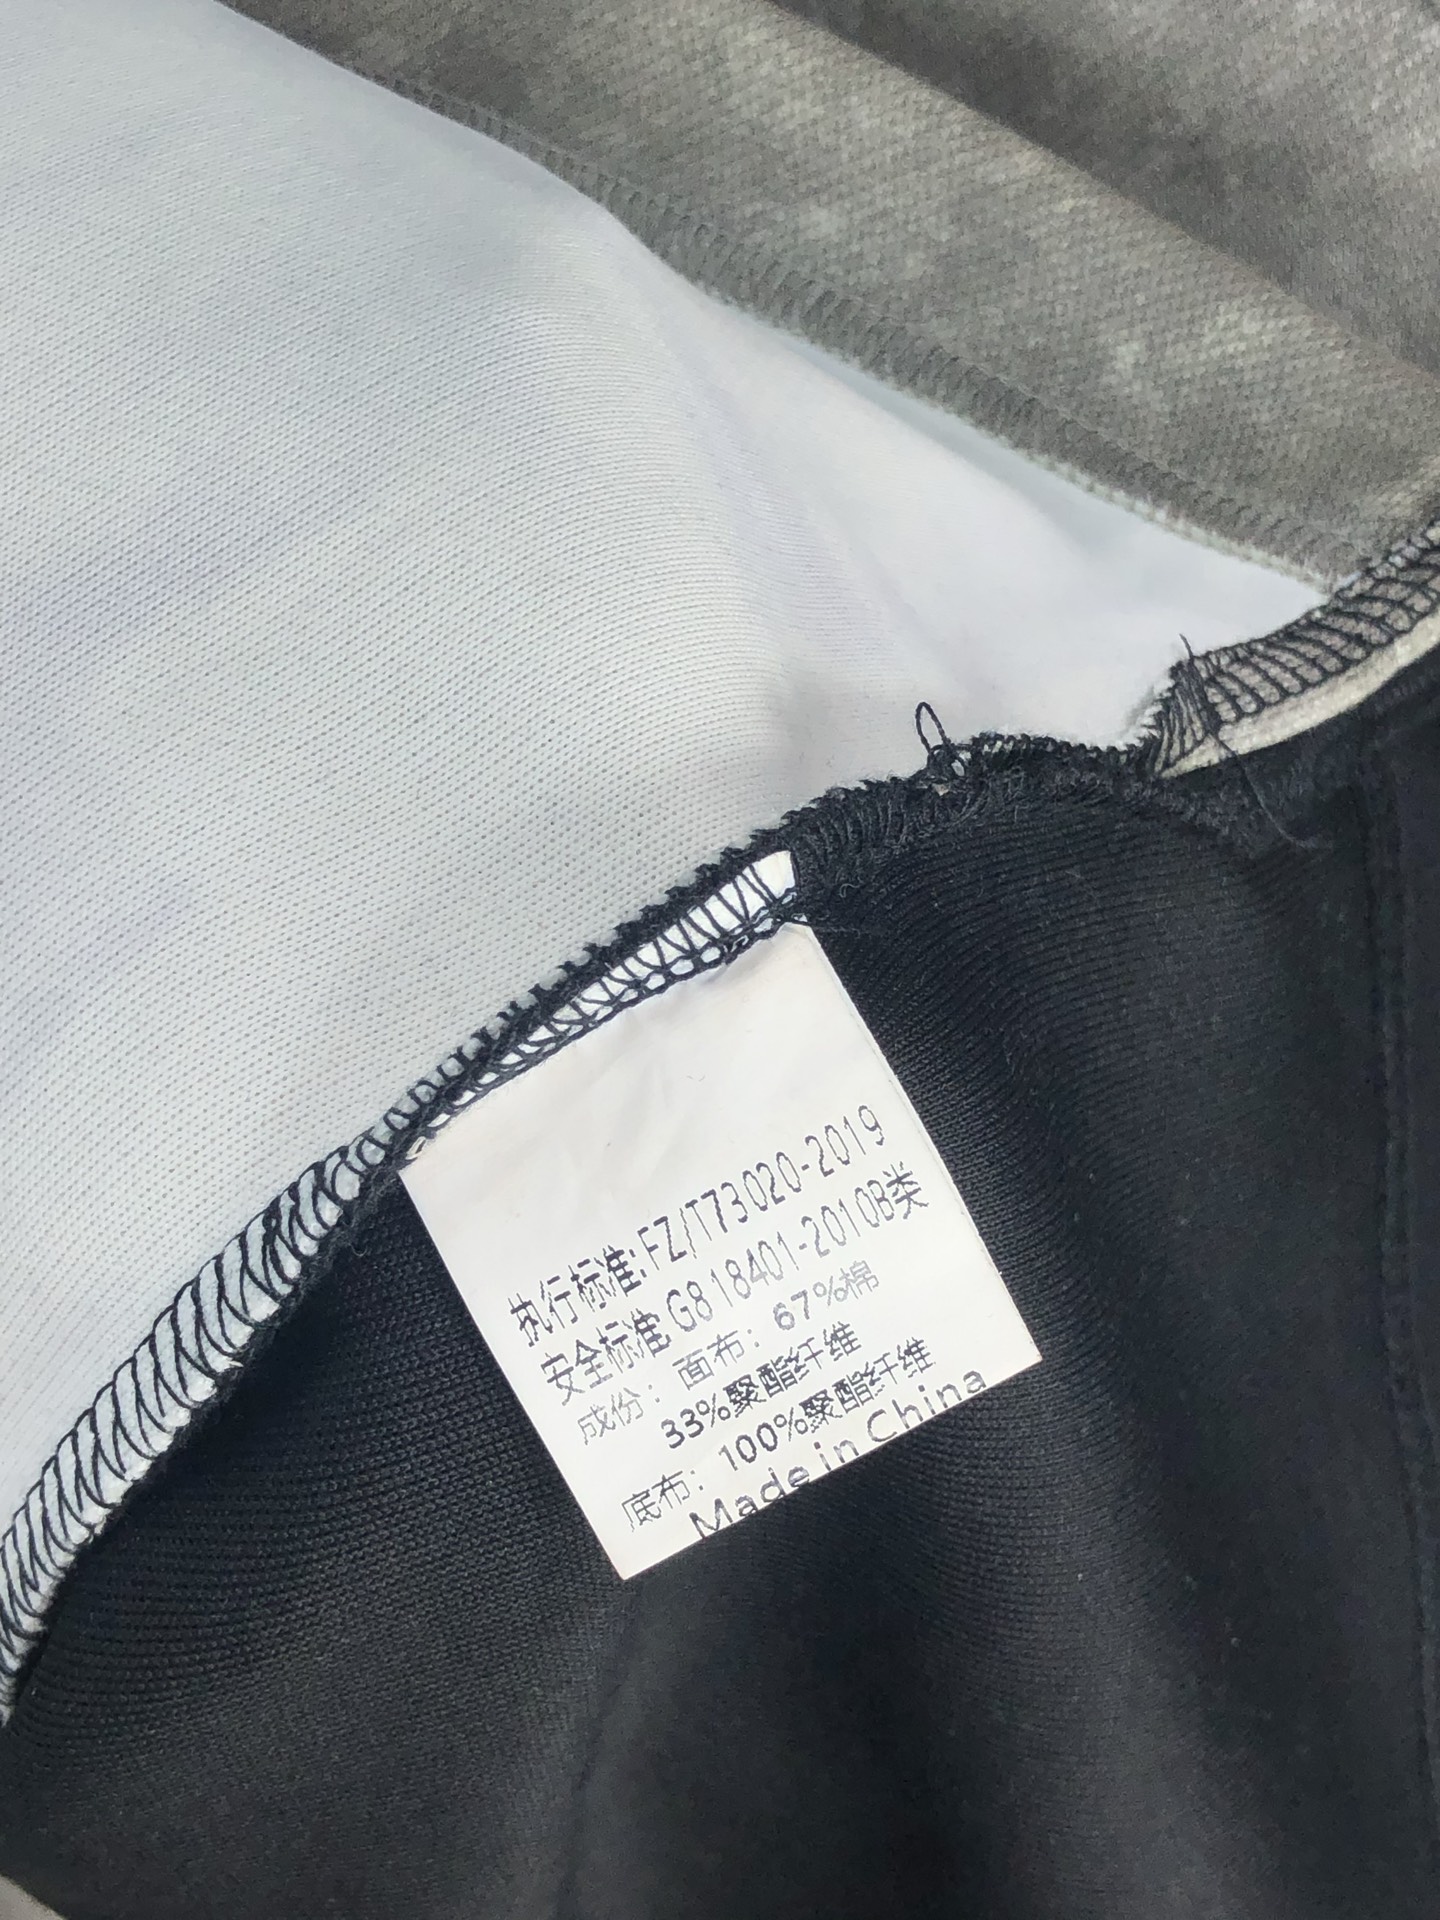 执行标准: FZ/T73020-2019
安全标准 G8 18401-2010B类
成份: 面布: 67%棉
33%聚酯纤维
底布: 100%聚酯纤维
Made in China